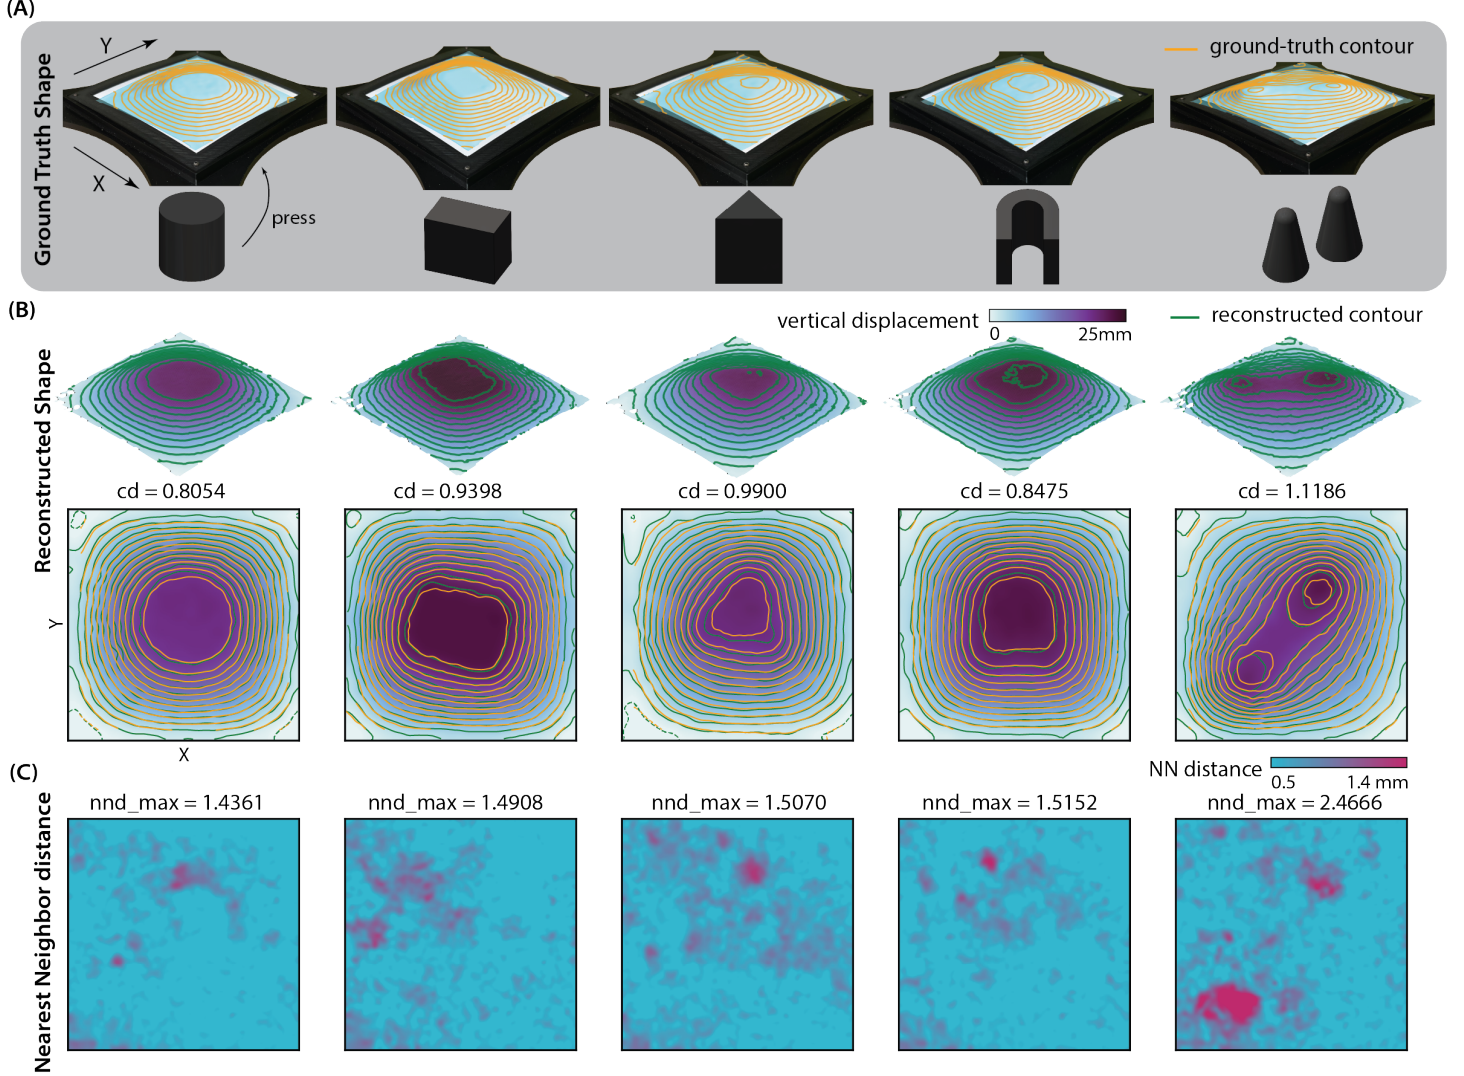 (A)
Ground Truth Shape
Y
X
press
ground-truth contour
(B)
Reconstructed Shape
vertical displacement
0
25mm
reconstructed contour
cd = 0.8054
cd = 0.9398
cd = 0.9900
cd = 0.8475
cd = 1.1186
Y
X
(C)
Nearest Neighbor distance
NN distance
0.5
1.4 mm
nnd_max = 1.4361
nnd_max = 1.4908
nnd_max = 1.5070
nnd_max = 1.5152
nnd_max = 2.4666